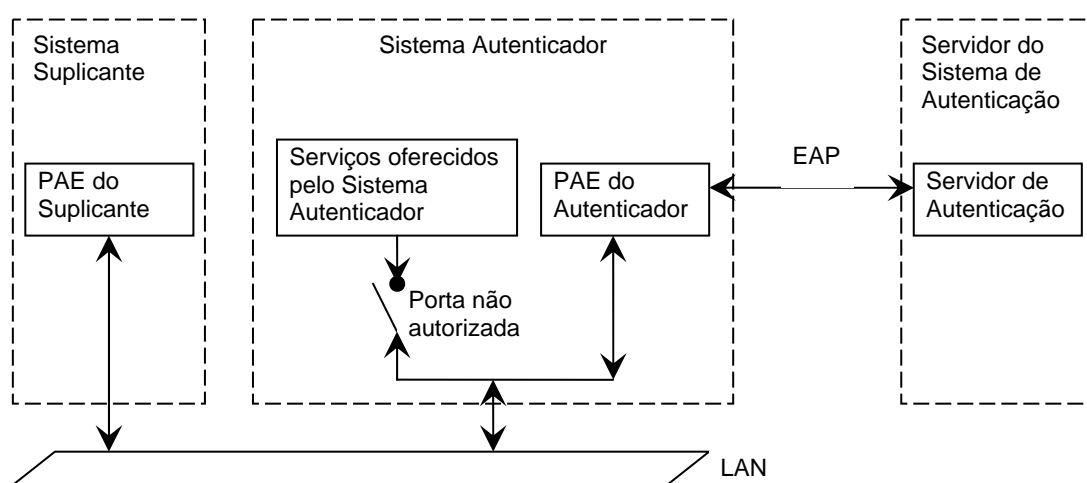 Sistema
Suplicante
Sistema Autenticador
Servidor do
Sistema de
Autenticação
PAE do
Suplicante
Serviços oferecidos
pelo Sistema
Autenticador
PAE do
Autenticador
EAP
Servidor de
Autenticação
Porta não
autorizada
LAN